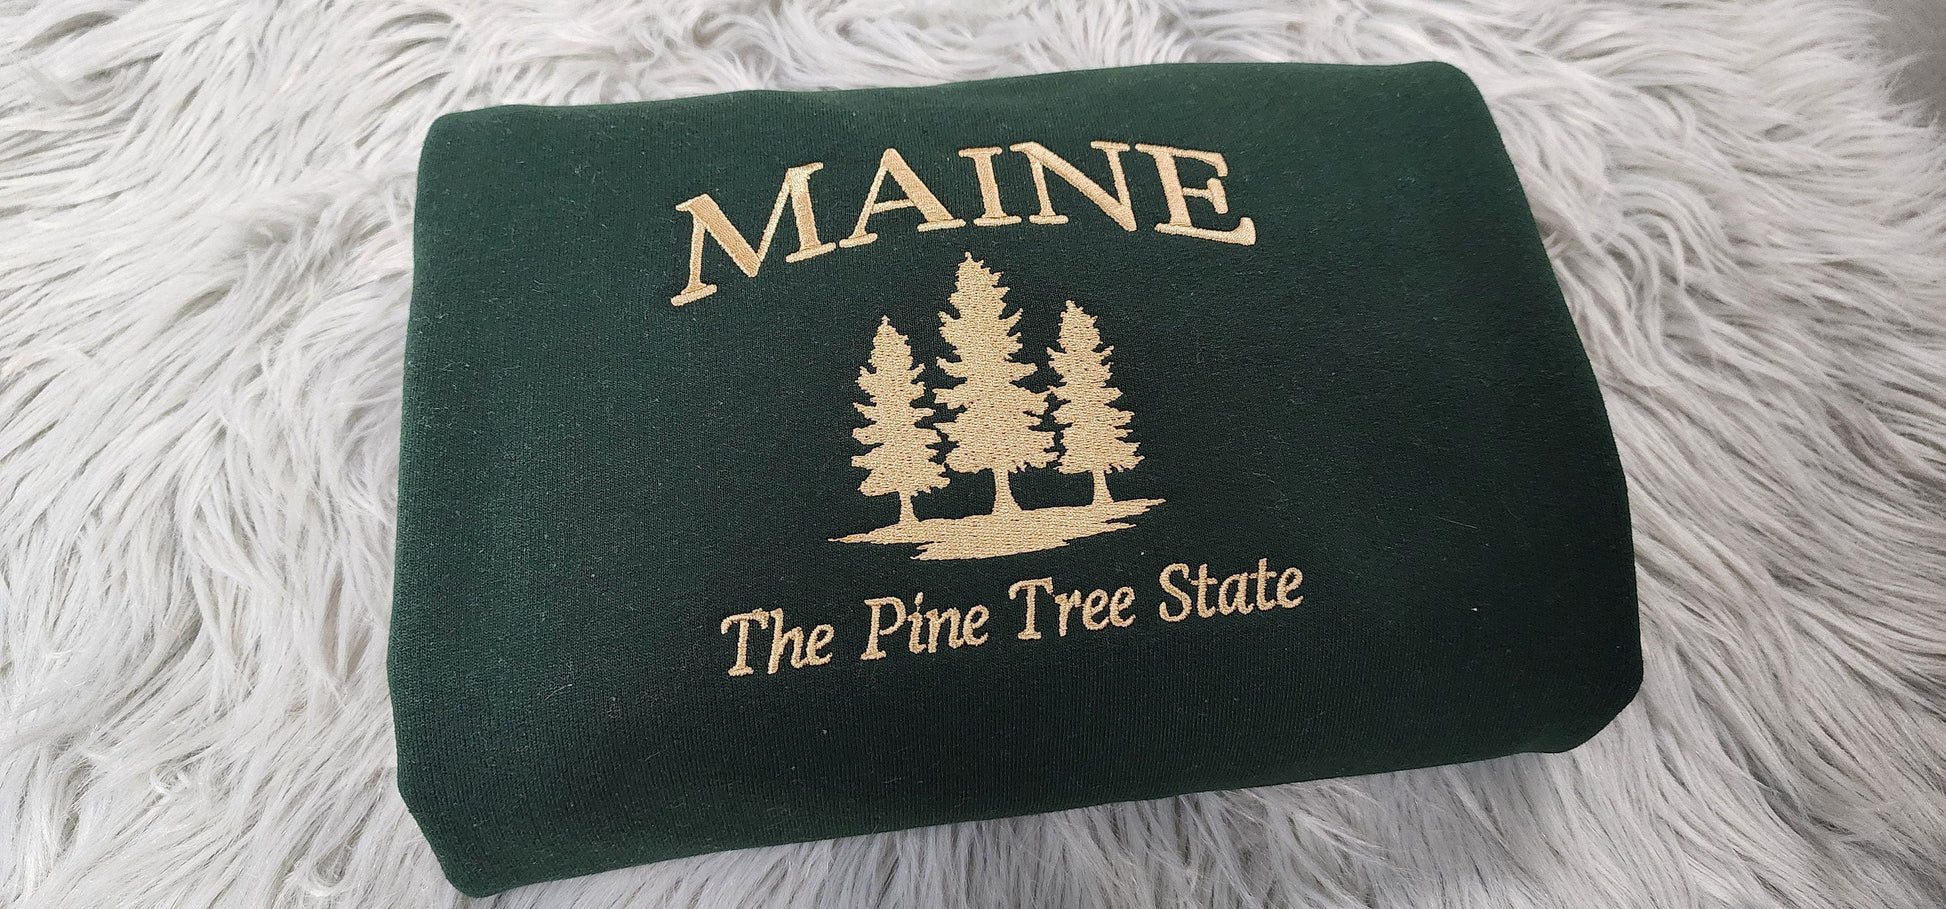 MAINE
The Pine Tree State